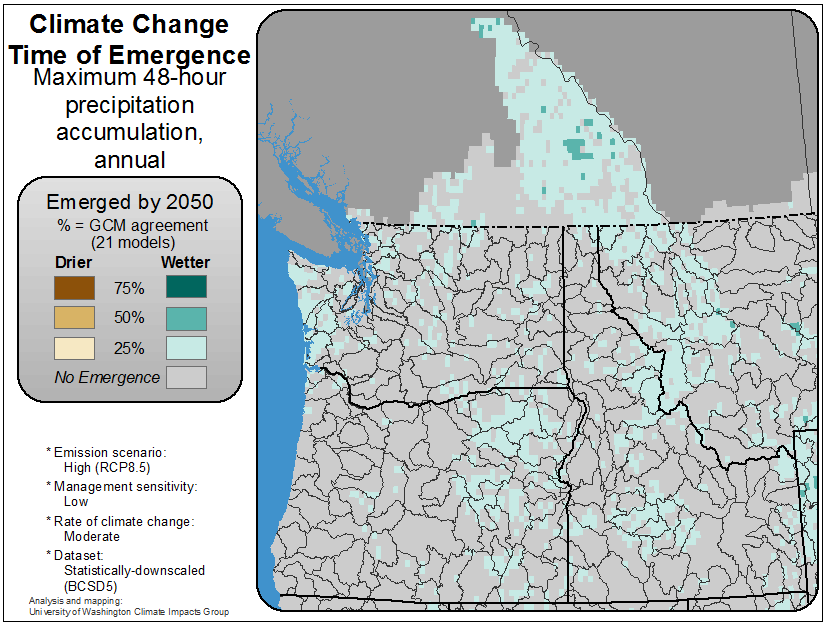 Climate Change
Time of Emergence
Maximum 48-hour
precipitation
accumulation,
annual
Emerged by 2050
% = GCM agreement
(21 models)
Drier Wetter
75%
50%
25%
No Emergence
* Emission scenario:
High (RCP8.5)
* Management sensitivity:
Low
* Rate of climate change:
Moderate
* Dataset:
Statistically-downscaled
(BCSD5)
Analysis and mapping:
University of Washington Climate Impacts Group